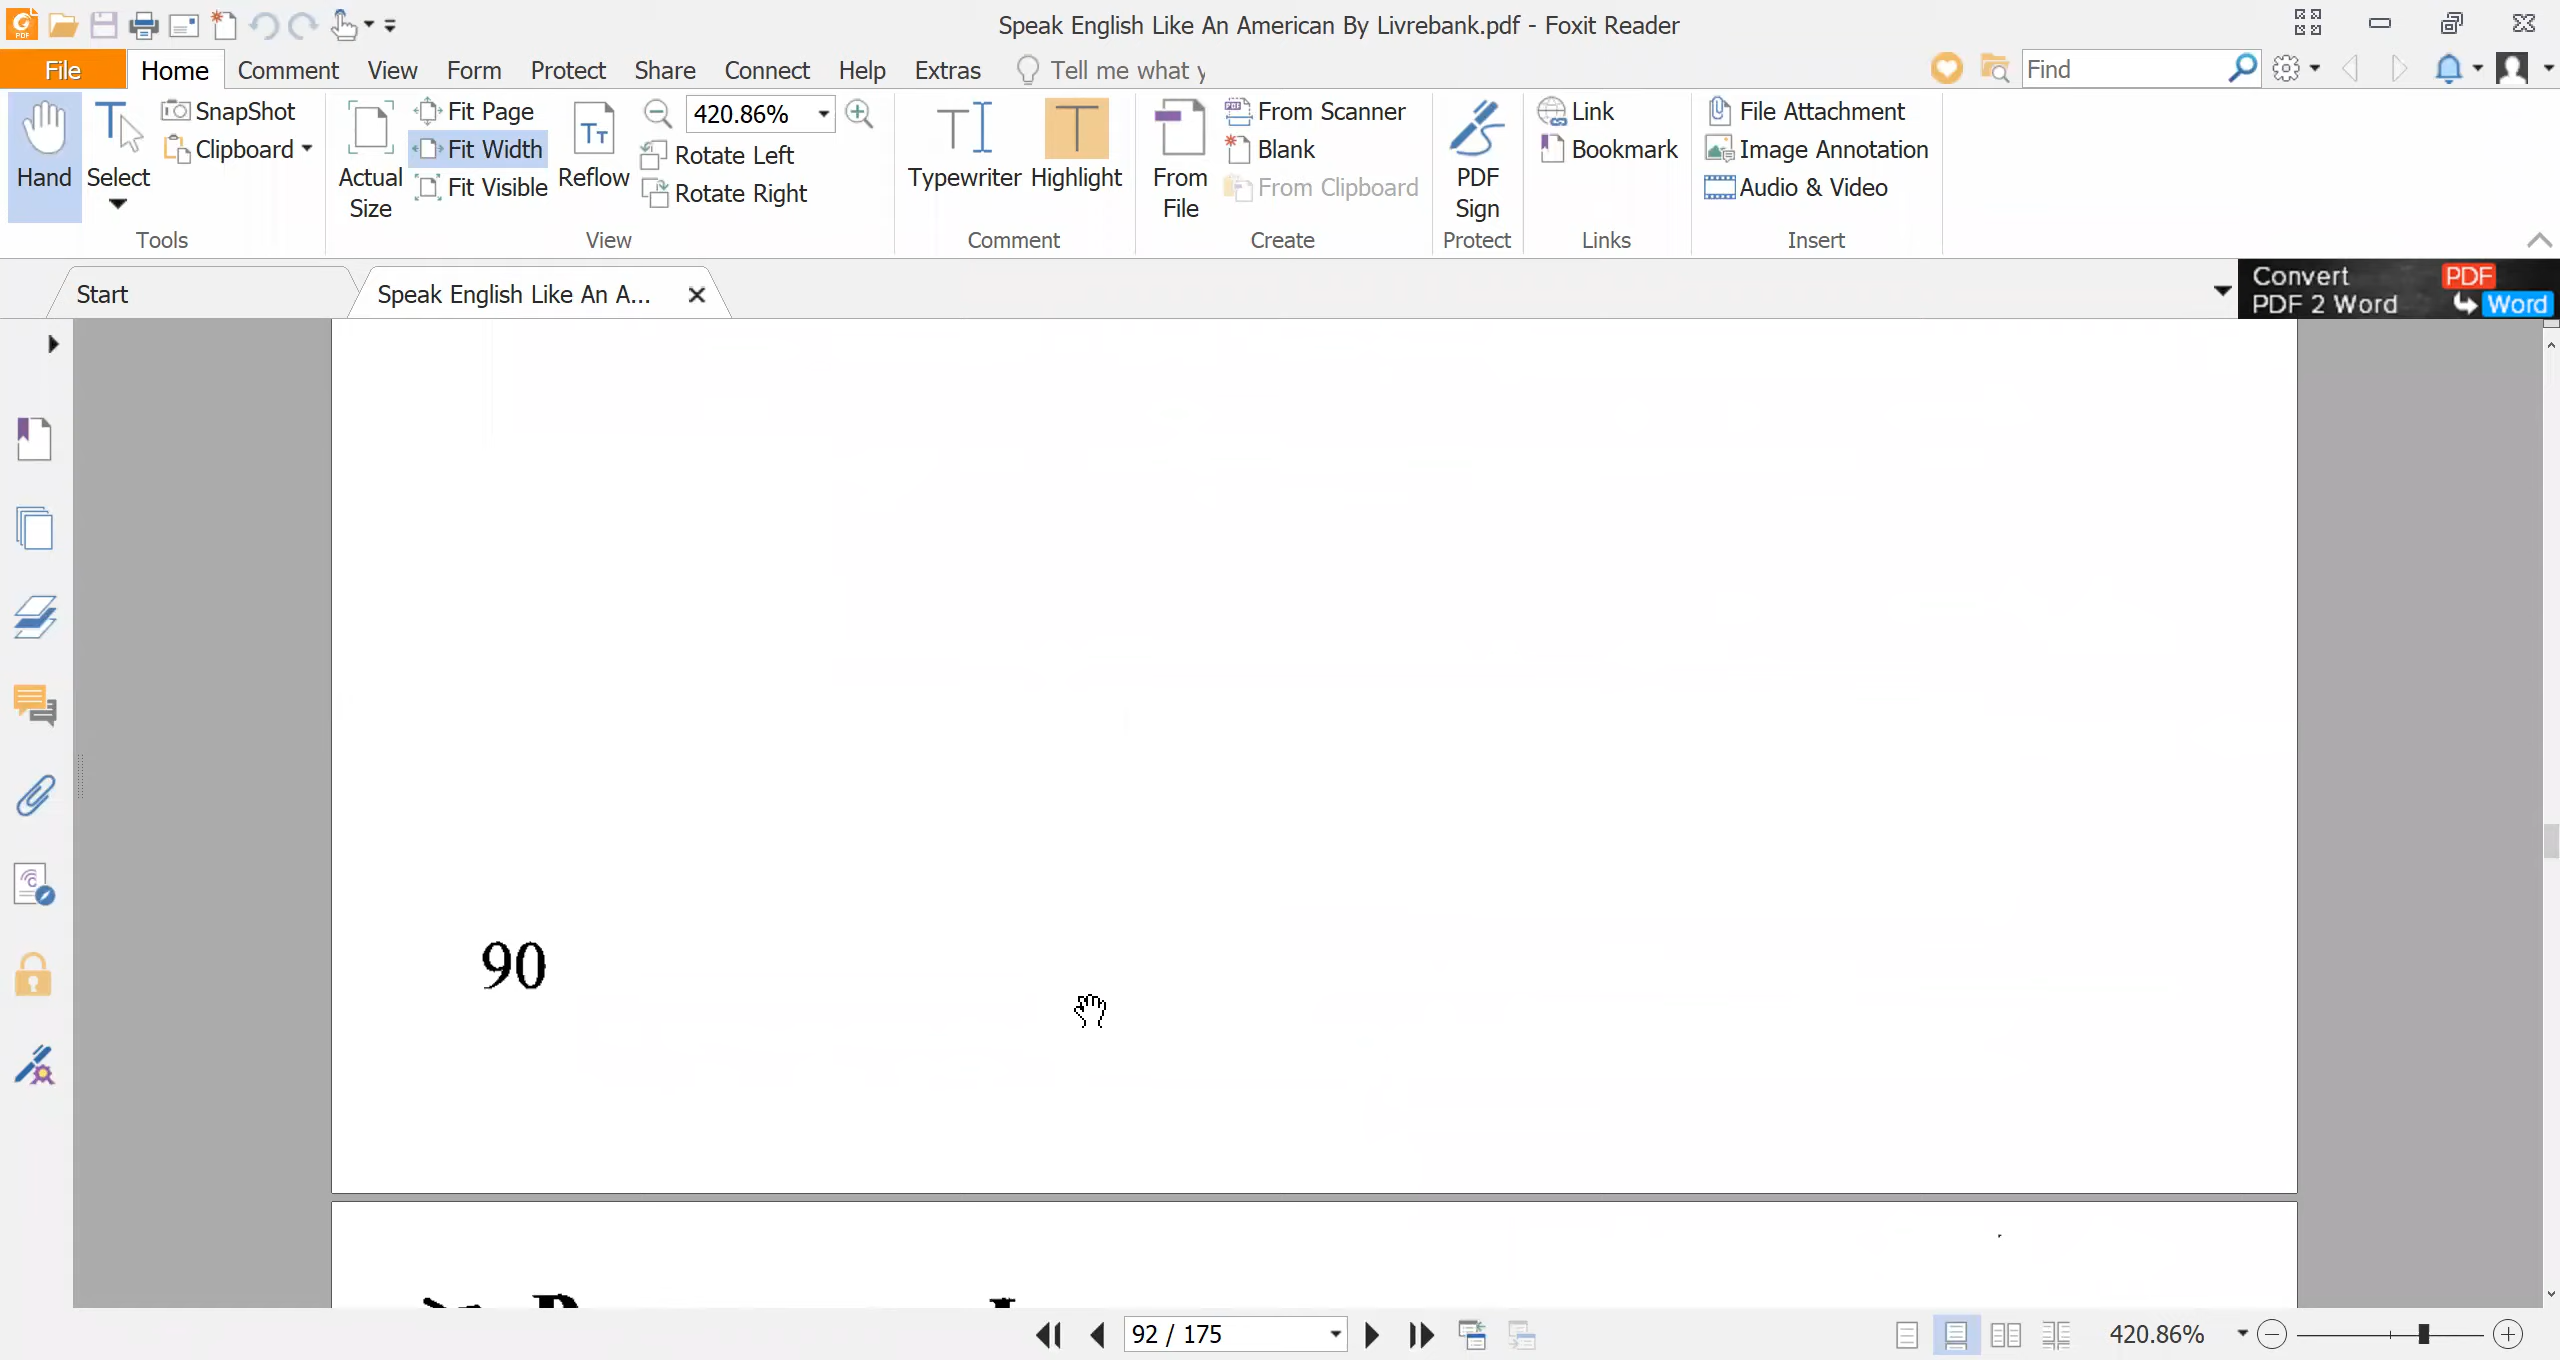 Speak English Like An American By Livrebank.pdf - Foxit Reader
File Home Comment View Form Protect Share Connect Help Extras Tell me what y Find
Hand
Select
SnapShot
Clipboard
Tools
Actual
Size
Fit Page
Fit Width
Fit Visible
Reflow
420.86%
Rotate Left
Rotate Right
View
Typewriter
Highlight
Comment
From
File
From Scanner
Blank
From Clipboard
Create
PDF
Sign
Protect
Link
Bookmark
Links
File Attachment
Image Annotation
Audio & Video
Insert
Start
Speak English Like An A...
Convert PDF
PDF 2 Word Word
90
92 / 175
420.86%